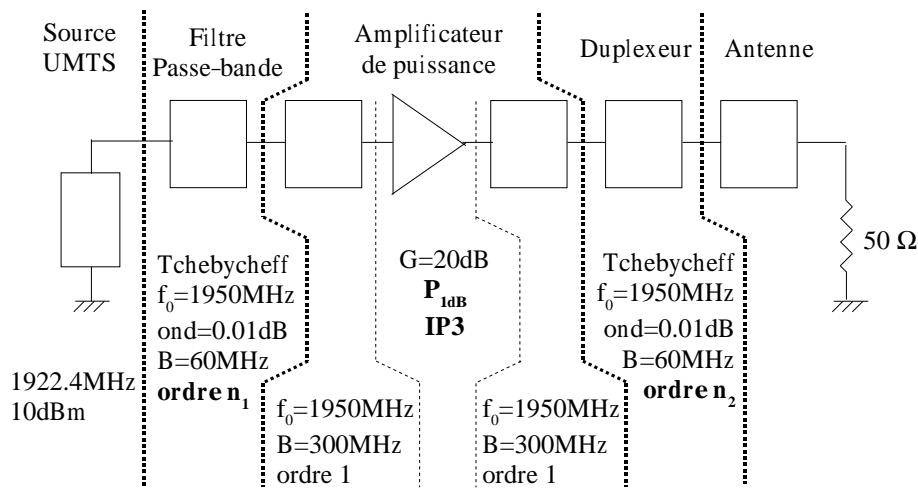 Source
UMTS
Filtre
Passe-bande
Amplificateur
de puissance
Duplexeur
Antenne
50 Ω
Tchebycheff
f₀=1950MHz
ond=0.01dB
B=60MHz
ordre n₁
G=20dB
P₁dB
IP3
Tchebycheff
f₀=1950MHz
ond=0.01dB
B=60MHz
ordre n₂
1922.4MHz
10dBm
f₀=1950MHz
B=300MHz
ordre 1
f₀=1950MHz
B=300MHz
ordre 1